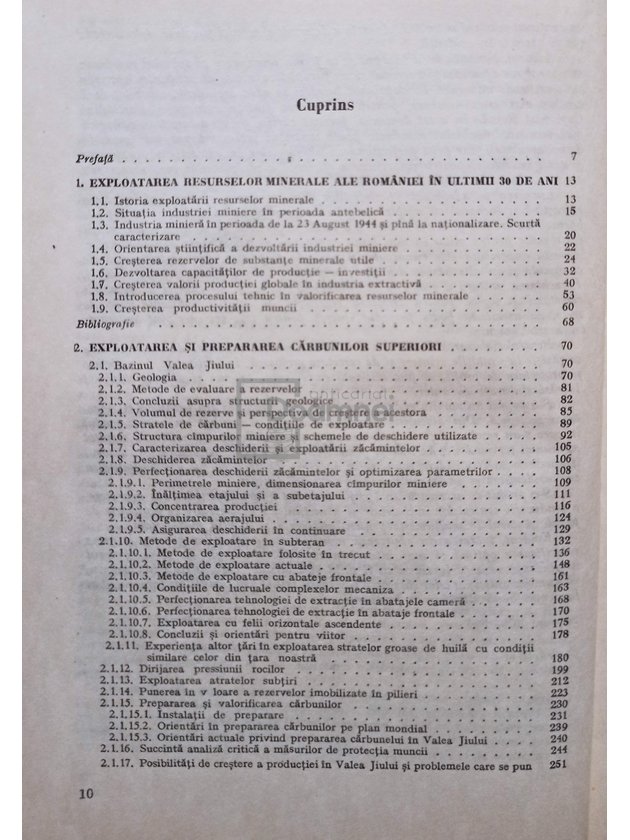 Cuprins
Prefață . . . . . . . . . . . . . . . . . . . . . . . . . . . . 7
1. EXPLOATAREA RESURSELOR MINERALE ALE ROMÂNIEI ÎN ULTIMII 30 DE ANI 13
1.1. Istoria exploatării resurselor minerale . . . . . . . . . . . . . . 13
1.2. Situația industriei miniere în perioada antebelică . . . . . . . . . . 15
1.3. Industria minieră în perioada de la 23 August 1944 și pînă la naționalizare. Scurtă
caracterizare . . . . . . . . . . . . . . . . . . . . . . . . 20
1.4. Orientarea științifică a dezvoltării industriei miniere . . . . . . . . . 22
1.5. Creșterea rezervelor de substanțe minerale utile . . . . . . . . . . . 24
1.6. Dezvoltarea capacităților de producție — investiții . . . . . . . . . . 32
1.7. Creșterea valorii producției globale în industria extractivă . . . . . . . 40
1.8. Introducerea procesului tehnic în valorificarea resurselor minerale . . . . 53
1.9. Creșterea productivității muncii . . . . . . . . . . . . . . . . . 60
Bibliografie . . . . . . . . . . . . . . . . . . . . . . . . . . 68
2. EXPLOATAREA ȘI PREPARAREA CĂRBUNILOR SUPERIORI . . . . . . . . 70
2.1. Bazinul Valea Jiului . . . . . . . . . . . . . . . . . . . . . 70
2.1.1. Geologia . . . . . . . . . . . . . . . . . . . . . . . . . 70
2.1.2. Metode de evaluare a rezervelor . . . . . . . . . . . . . . . . 81
2.1.3. Concluzii asupra structurii geologice . . . . . . . . . . . . . . 82
2.1.4. Volumul de rezerve și perspectiva de creștere a acestora . . . . . . . 85
2.1.5. Stratele de cărbuni — condițiile de exploatare . . . . . . . . . . . 89
2.1.6. Structura cîmpurilor miniere și schemele de deschidere utilizate . . . . 92
2.1.7. Caracterizarea deschiderii și exploatării zăcămintelor . . . . . . . . 105
2.1.8. Deschiderea zăcămintelor . . . . . . . . . . . . . . . . . . . 106
2.1.9. Perfecționarea deschiderii zăcămintelor și optimizarea parametrilor . . . 108
2.1.9.1. Perimetrele miniere, dimensionarea cîmpurilor miniere . . . . . . . 109
2.1.9.2. Înălțimea etajului și a subetajului . . . . . . . . . . . . . . . 111
2.1.9.3. Concentrarea producției . . . . . . . . . . . . . . . . . . . 116
2.1.9.4. Organizarea aerajului . . . . . . . . . . . . . . . . . . . . 124
2.1.9.5. Asigurarea deschiderii în continuare . . . . . . . . . . . . . . 129
2.1.10. Metode de exploatare în subteran . . . . . . . . . . . . . . . 132
2.1.10.1. Metode de exploatare folosite în trecut . . . . . . . . . . . . . 136
2.1.10.2. Metode de exploatare actuale . . . . . . . . . . . . . . . . 148
2.1.10.3. Metode de exploatare cu abateje frontale . . . . . . . . . . . . 161
2.1.10.4. Condițiile de lucruale complexelor mecaniza . . . . . . . . . . . 163
2.1.10.5. Perfecționarea tehnologiei de extracție în abatajele cameră . . . . . 168
2.1.10.6. Perfecționarea tehnologiei de extracție în abataje frontale . . . . . . 170
2.1.10.7. Exploatarea cu felii orizontale ascendente . . . . . . . . . . . . 175
2.1.10.8. Concluzii și orientări pentru viitor . . . . . . . . . . . . . . . 178
2.1.11. Experiența altor țări în exploatarea stratelor groase de huilă cu condiții
similare celor din țara noastră . . . . . . . . . . . . . . . . . 180
2.1.12. Dirijarea presiunii rocilor . . . . . . . . . . . . . . . . . . . 199
2.1.13. Exploatarea atratelor subțiri . . . . . . . . . . . . . . . . . . 212
2.1.14. Punerea în v loare a rezervelor imobilizate în pilieri . . . . . . . . 223
2.1.15. Prepararea și valorificarea cărbunilor . . . . . . . . . . . . . . 230
2.1.15.1. Instalații de preparare . . . . . . . . . . . . . . . . . . . 231
2.1.15.2. Orientări în prepararea cărbunilor pe plan mondial . . . . . . . . 239
2.1.15.3. Orientări actuale privind prepararea cărbunelui în Valea Jiului . . . . 240
2.1.16. Succintă analiză critică a măsurilor de protecția muncii . . . . . . . 244
2.1.17. Posibilități de creștere a producției în Valea Jiului și problemele care se pun 251
10